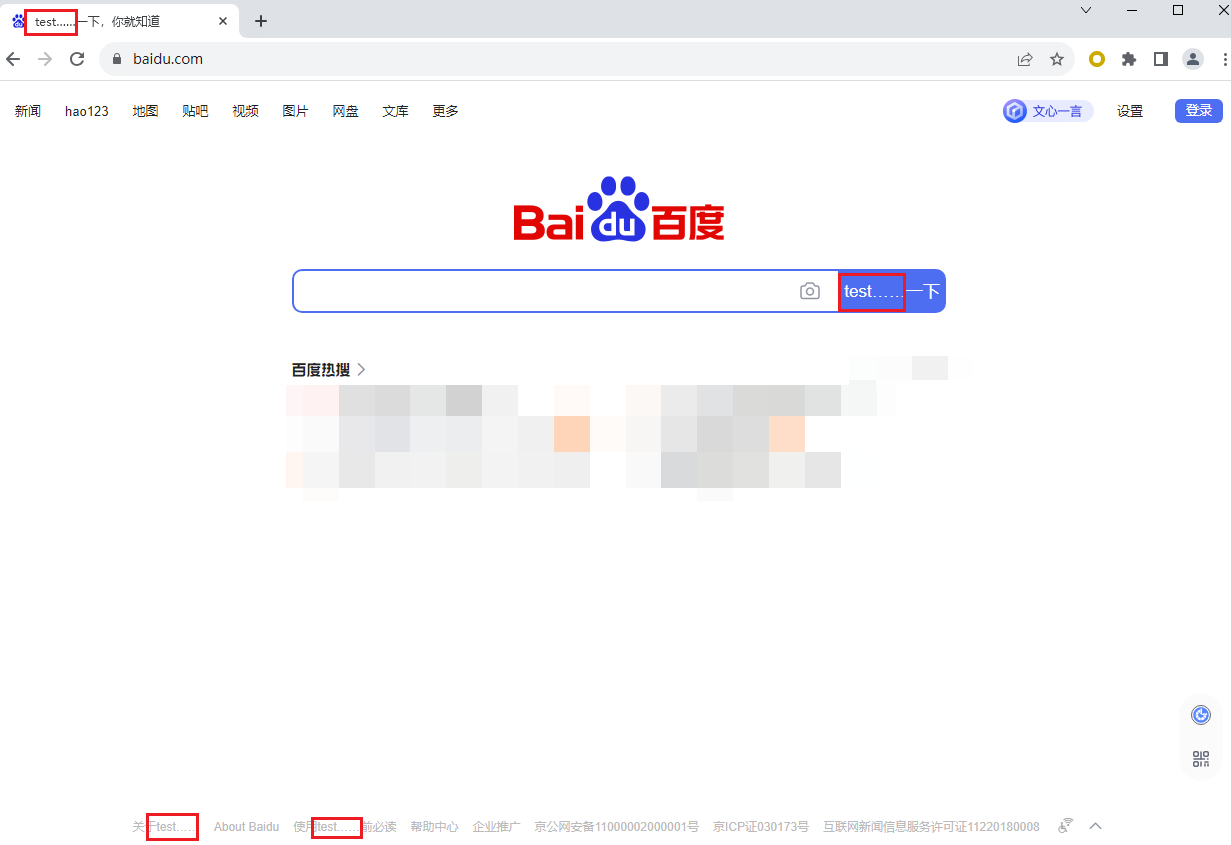 test……一下，你就知道
baidu.com
新闻 hao123 地图 贴吧 视频 图片 网盘 文库 更多 文心一言 设置 登录
Bai du 百度
test……一下
百度热搜
关于test…… About Baidu 使用test……前必读 帮助中心 企业推广 京公网安备11000002000001号 京ICP证030173号 互联网新闻信息服务许可证11220180008